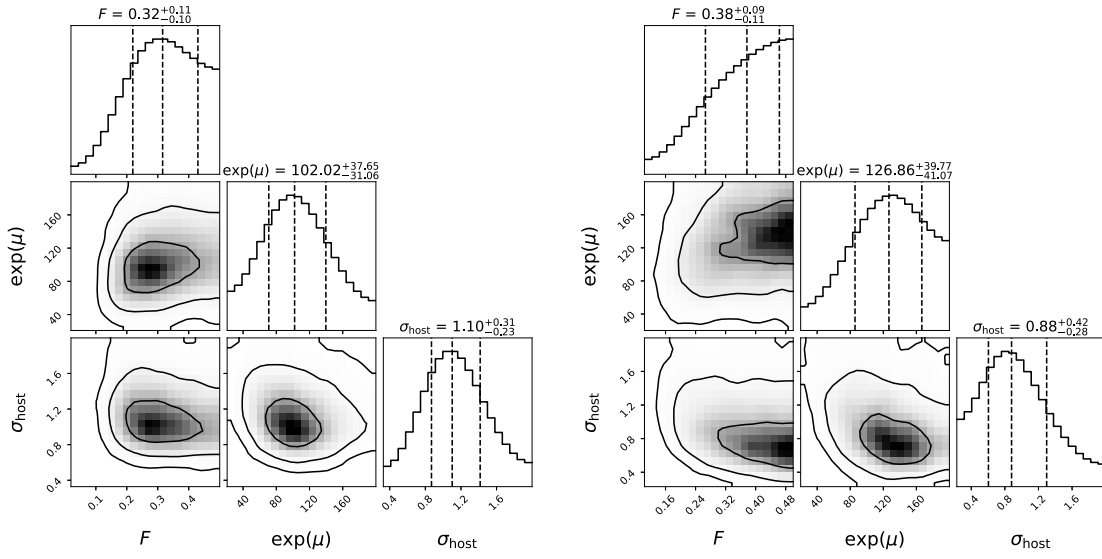 F = 0.32^{+0.11}_{-0.10}
exp(μ) = 102.02^{+37.65}_{-31.06}
σ_host = 1.10^{+0.31}_{-0.23}
exp(μ)
160
120
80
40
σ_host
1.6
1.2
0.8
0.4
0.1 0.2 0.3 0.4
40 80 120 160
0.4 0.8 1.2 1.6
F exp(μ) σ_host
F = 0.38^{+0.09}_{-0.11}
exp(μ) = 126.86^{+39.77}_{-41.07}
σ_host = 0.88^{+0.42}_{-0.28}
exp(μ)
160
120
80
40
σ_host
1.6
1.2
0.8
0.4
0.16 0.24 0.32 0.40 0.48
40 80 120 160
0.4 0.8 1.2 1.6
F exp(μ) σ_host